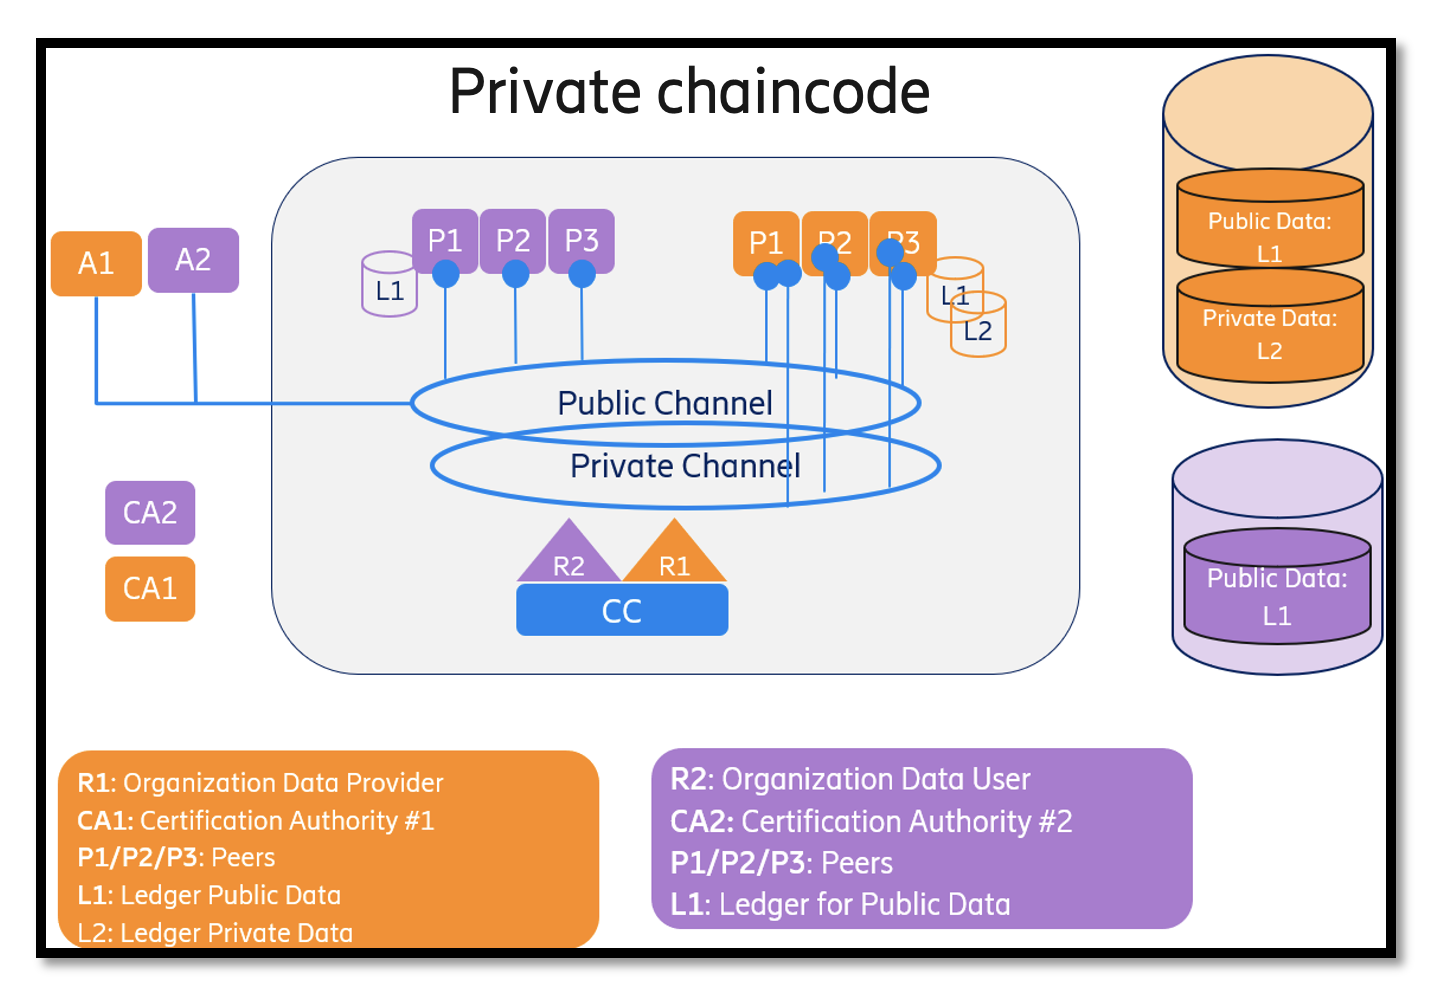 Private chaincode
A1
A2
P1
P2
P3
L1
P1
P2
P3
L1
L2
Public Channel
Private Channel
CA2
CA1
R2
R1
CC
Public Data:
L1
Private Data:
L2
Public Data:
L1
R1: Organization Data Provider
CA1: Certification Authority #1
P1/P2/P3: Peers
L1: Ledger Public Data
L2: Ledger Private Data
R2: Organization Data User
CA2: Certification Authority #2
P1/P2/P3: Peers
L1: Ledger for Public Data